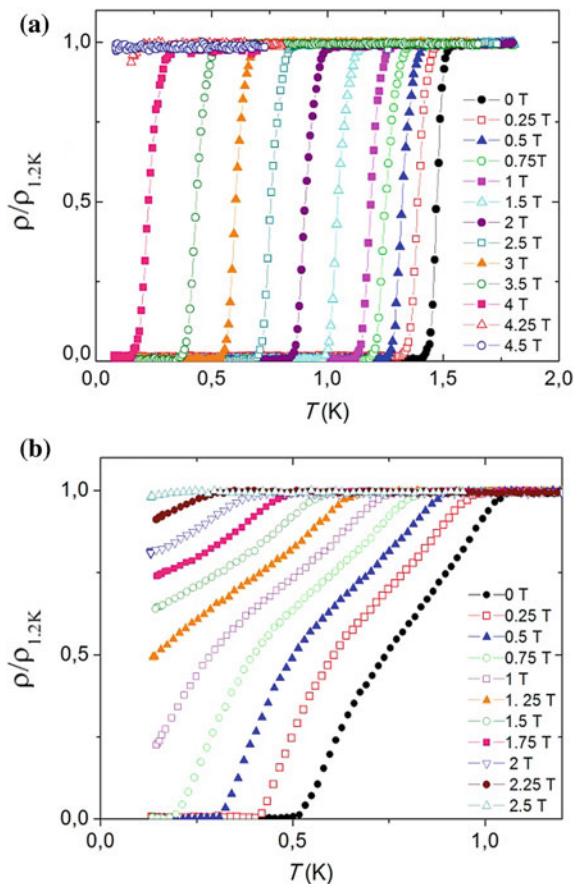 (a)
1,0
0,5
0,0
ρ/ρ1.2K
0 T
0.25 T
0.5 T
0.75T
1 T
1.5 T
2 T
2.5 T
3 T
3.5 T
4 T
4.25 T
4.5 T
0,0 0,5 1,0 1,5 2,0
T(K)
(b)
1,0
0,5
0,0
ρ/ρ1.2K
0 T
0.25 T
0.5 T
0.75 T
1 T
1. 25 T
1.5 T
1.75 T
2 T
2.25 T
2.5 T
0,0 0,5 1,0
T(K)